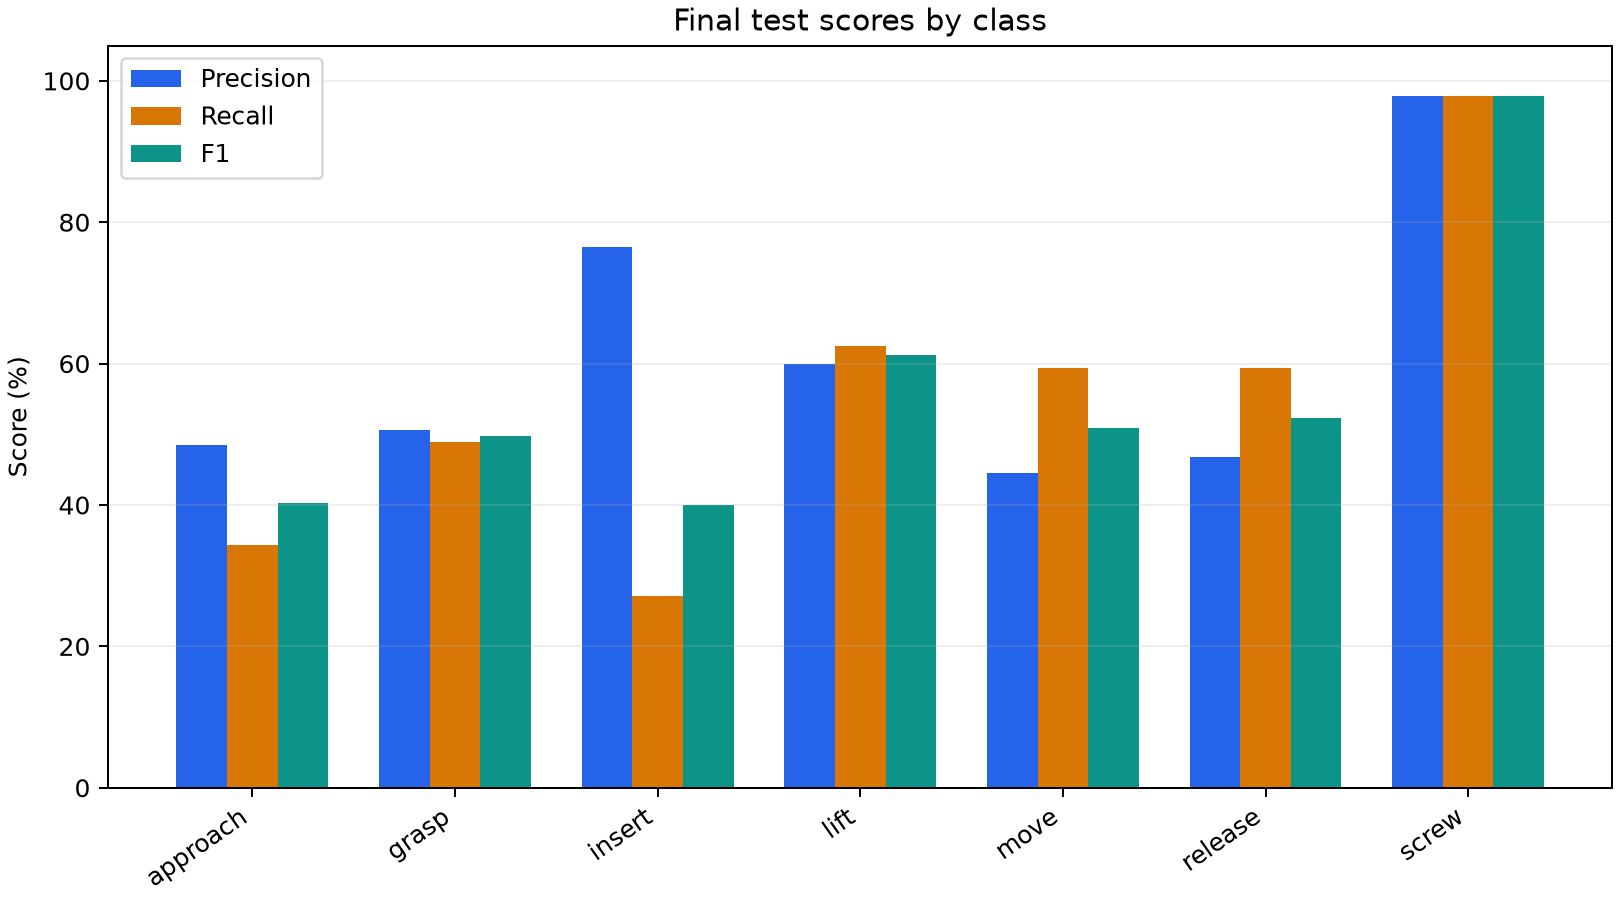 Final test scores by class
Precision
Recall
F1
Score (%)
100
80
60
40
20
0
approach
grasp
insert
lift
move
release
screw